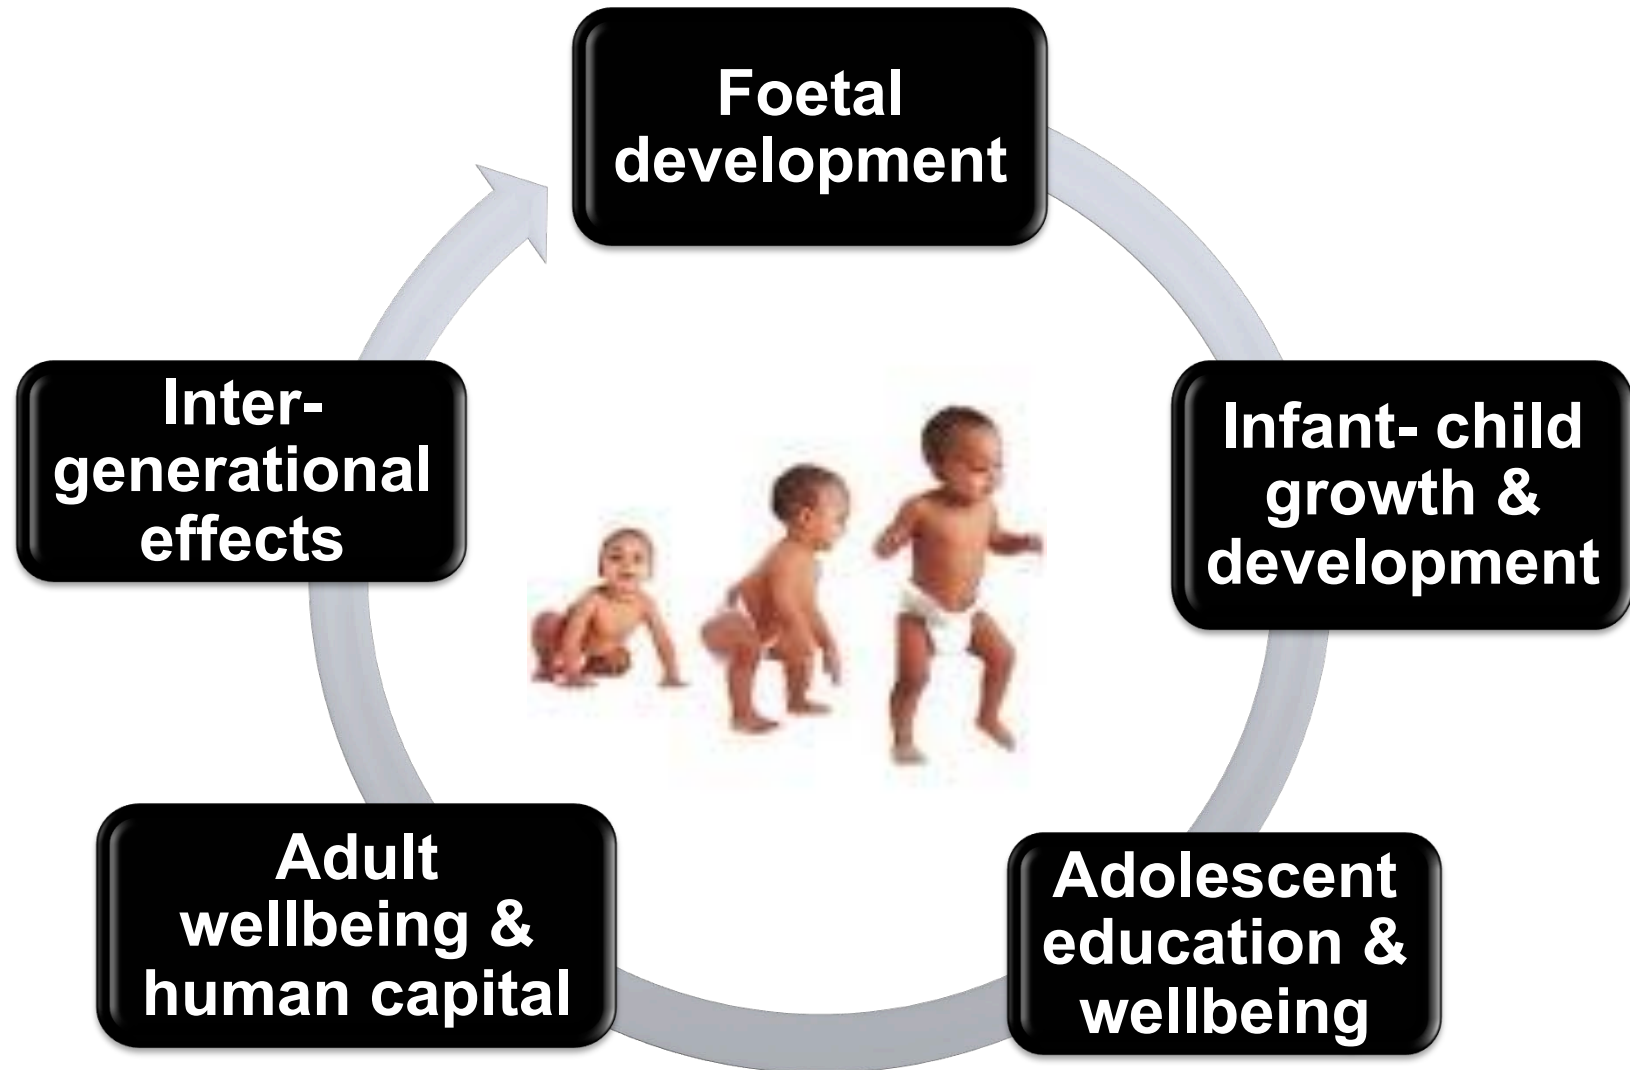 Foetal
development
Infant- child
growth &
development
Adolescent
education &
wellbeing
Adult
wellbeing &
human capital
Inter-
generational
effects